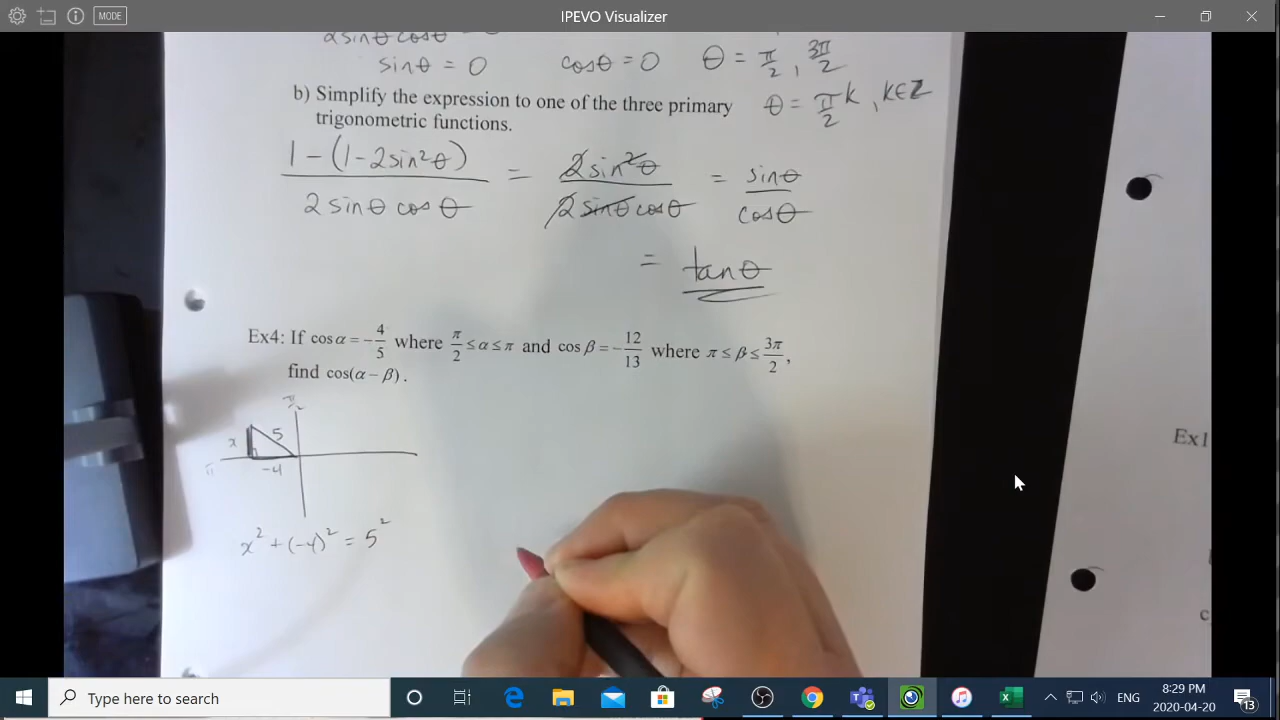 IPEVO Visualizer
MODE
2sinθcosθ = 0
sinθ = 0 cosθ = 0 θ = π/2, 3π/2
b) Simplify the expression to one of the three primary
trigonometric functions.
θ = π/2 k, k∈Z
1 - (1 - 2sin²θ) / 2 sinθ cosθ = 2sin²θ / 2sinθcosθ = sinθ / cosθ
= tanθ
Ex4: If cos α = -4/5 where π/2 ≤ α ≤ π and cos β = -12/13 where π ≤ β ≤ 3π/2,
find cos(α - β).
π/2
x 5
π -4
x² + (-4)² = 5²
Ex1
c
Type here to search
ENG
8:29 PM
2020-04-20
13